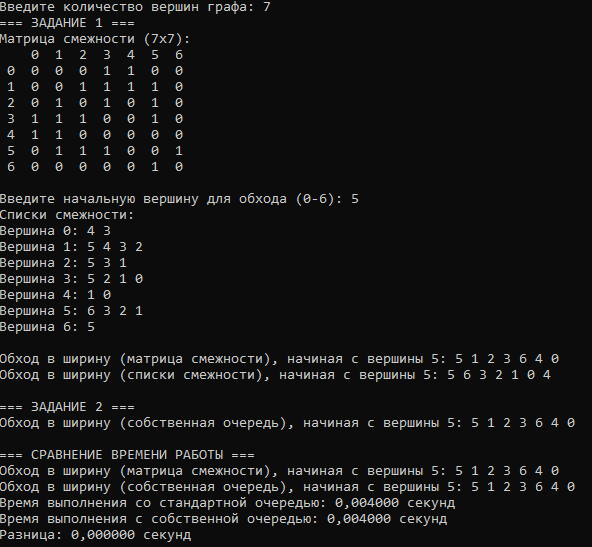 Введите количество вершин графа: 7
=== ЗАДАНИЕ 1 ===
Матрица смежности (7x7):
0 1 2 3 4 5 6
0 0 0 0 1 1 0 0
1 0 0 1 1 1 1 0
2 0 1 0 1 0 1 0
3 1 1 1 0 0 1 0
4 1 1 0 0 0 0 0
5 0 1 1 1 0 0 1
6 0 0 0 0 0 1 0
Введите начальную вершину для обхода (0-6): 5
Списки смежности:
Вершина 0: 4 3
Вершина 1: 5 4 3 2
Вершина 2: 5 3 1
Вершина 3: 5 2 1 0
Вершина 4: 1 0
Вершина 5: 6 3 2 1
Вершина 6: 5
Обход в ширину (матрица смежности), начиная с вершины 5: 5 1 2 3 6 4 0
Обход в ширину (списки смежности), начиная с вершины 5: 5 6 3 2 1 0 4
=== ЗАДАНИЕ 2 ===
Обход в ширину (собственная очередь), начиная с вершины 5: 5 1 2 3 6 4 0
=== СРАВНЕНИЕ ВРЕМЕНИ РАБОТЫ ===
Обход в ширину (матрица смежности), начиная с вершины 5: 5 1 2 3 6 4 0
Обход в ширину (собственная очередь), начиная с вершины 5: 5 1 2 3 6 4 0
Время выполнения со стандартной очередью: 0,004000 секунд
Время выполнения с собственной очередью: 0,004000 секунд
Разница: 0,000000 секунд